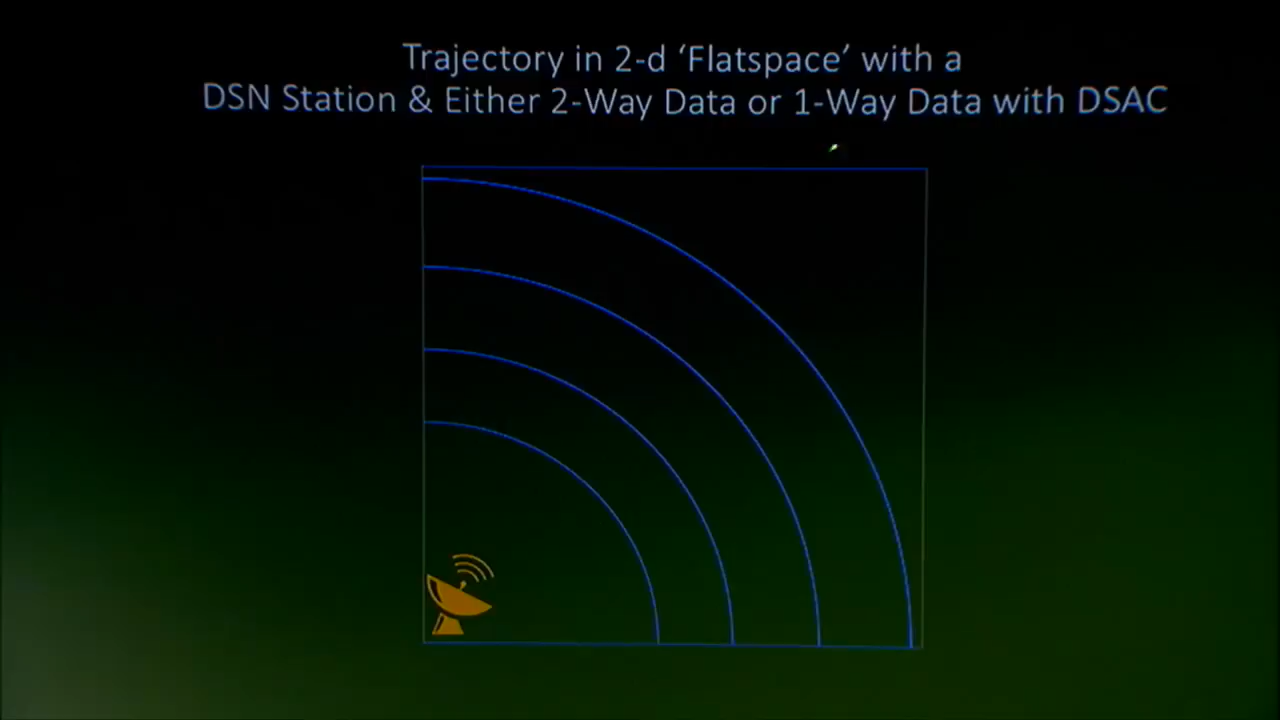 Trajectory in 2-d ‘Flatspace’ with a
DSN Station & Either 2-Way Data or 1-Way Data with DSAC